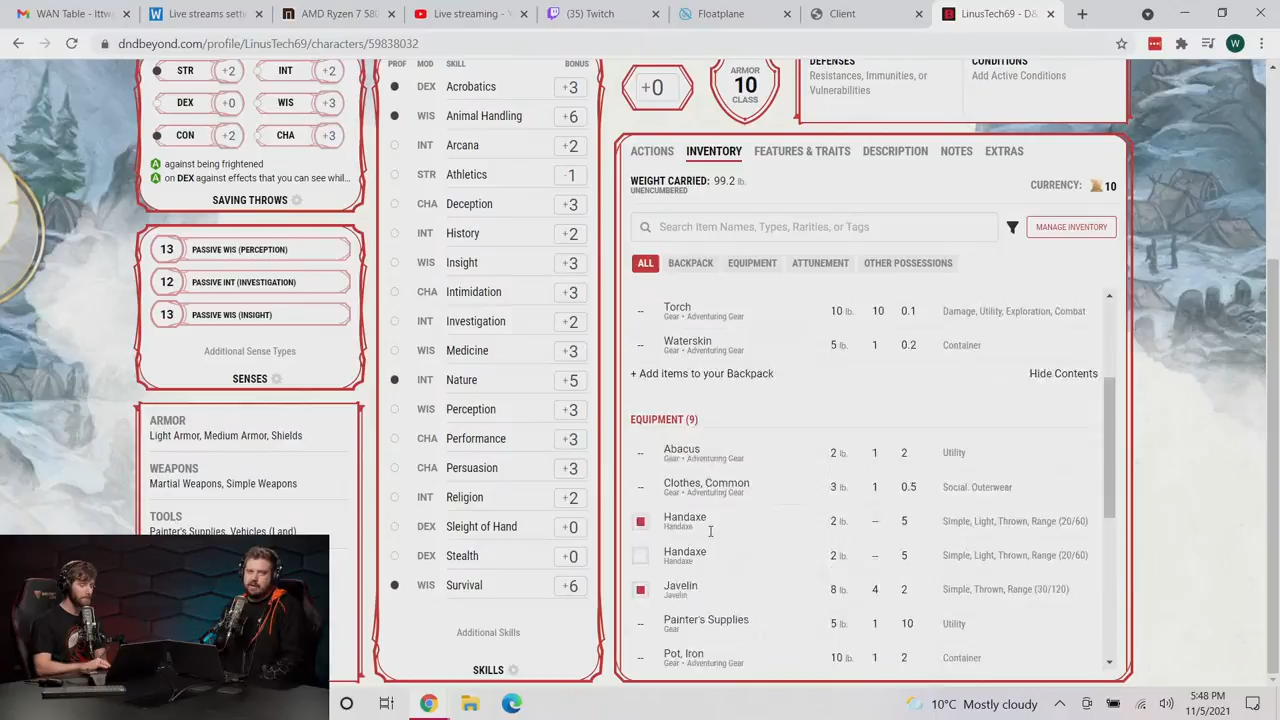 WAN Table - lttw
Live streams sett
AMD Ryzen 7 580
Live streaming - Y
(35) Twitch
Floatplane
Client
LinusTech69 - D&
dndbeyond.com/profile/LinusTech69/characters/59838032
W
STR +2 INT +2
DEX +0 WIS +3
CON +2 CHA +3
A against being frightened
A on DEX against effects that you can see whil...
SAVING THROWS
13 PASSIVE WIS (PERCEPTION)
12 PASSIVE INT (INVESTIGATION)
13 PASSIVE WIS (INSIGHT)
Additional Sense Types
SENSES
ARMOR
Light Armor, Medium Armor, Shields
WEAPONS
Martial Weapons, Simple Weapons
TOOLS
Painter's Supplies, Vehicles (Land)
PROF MOD SKILL BONUS
DEX Acrobatics +3
WIS Animal Handling +6
INT Arcana +2
STR Athletics -1
CHA Deception +3
INT History +2
WIS Insight +3
CHA Intimidation +3
INT Investigation +2
WIS Medicine +3
INT Nature +5
WIS Perception +3
CHA Performance +3
CHA Persuasion +3
INT Religion +2
DEX Sleight of Hand +0
DEX Stealth +0
WIS Survival +6
Additional Skills
SKILLS
+0
ARMOR
10
CLASS
DEFENSES
Resistances, Immunities, or
Vulnerabilities
CONDITIONS
Add Active Conditions
ACTIONS INVENTORY FEATURES & TRAITS DESCRIPTION NOTES EXTRAS
WEIGHT CARRIED: 99.2 lb.
UNENCUMBERED
CURRENCY: 10
Search Item Names, Types, Rarities, or Tags
MANAGE INVENTORY
ALL BACKPACK EQUIPMENT ATTUNEMENT OTHER POSSESSIONS
-- Torch 10 lb. 10 0.1 Damage, Utility, Exploration, Combat
Gear • Adventuring Gear
-- Waterskin 5 lb. 1 0.2 Container
Gear • Adventuring Gear
+ Add items to your Backpack Hide Contents
EQUIPMENT (9)
-- Abacus 2 lb. 1 2 Utility
Gear • Adventuring Gear
-- Clothes, Common 3 lb. 1 0.5 Social, Outerwear
Gear • Adventuring Gear
Handaxe 2 lb. -- 5 Simple, Light, Thrown, Range (20/60)
Handaxe
Handaxe 2 lb. -- 5 Simple, Light, Thrown, Range (20/60)
Handaxe
Javelin 8 lb. 4 2 Simple, Thrown, Range (30/120)
Javelin
-- Painter's Supplies 5 lb. 1 10 Utility
Gear
-- Pot, Iron 10 lb. 1 2 Container
Gear • Adventuring Gear
10°C Mostly cloudy
5:48 PM
11/5/2021